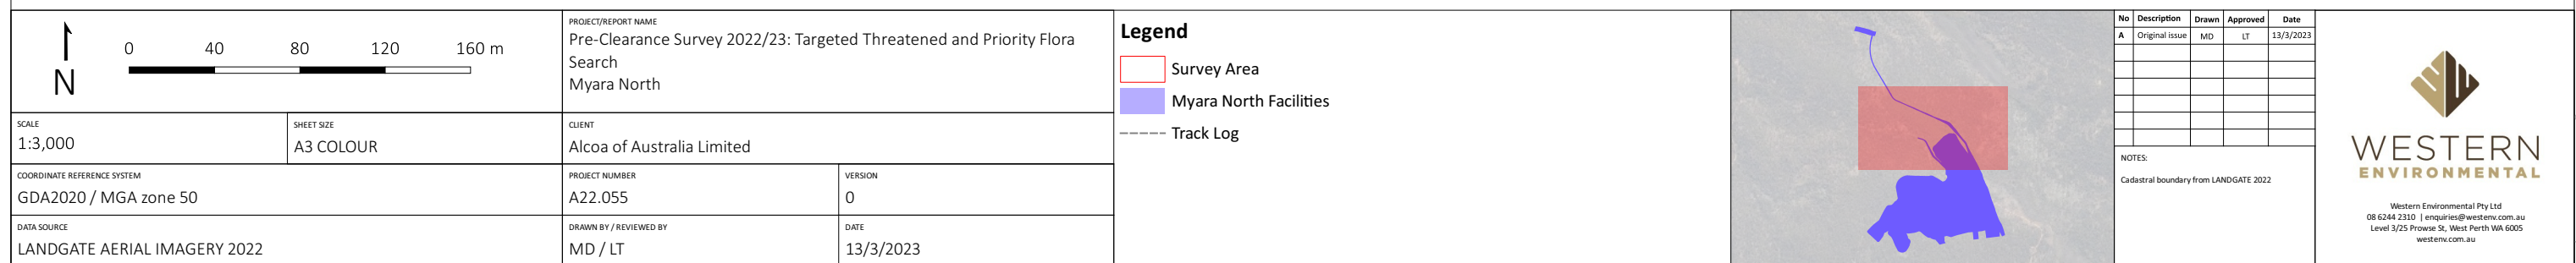 N
0 40 80 120 160 m
SCALE
1:3,000
SHEET SIZE
A3 COLOUR
COORDINATE REFERENCE SYSTEM
GDA2020 / MGA zone 50
DATA SOURCE
LANDGATE AERIAL IMAGERY 2022
PROJECT/REPORT NAME
Pre-Clearance Survey 2022/23: Targeted Threatened and Priority Flora
Search
Myara North
CLIENT
Alcoa of Australia Limited
PROJECT NUMBER
A22.055
VERSION
0
DRAWN BY / REVIEWED BY
MD / LT
DATE
13/3/2023
Legend
Survey Area
Myara North Facilities
Track Log
No Description Drawn Approved Date
A Original issue MD LT 13/3/2023
NOTES:
Cadastral boundary from LANDGATE 2022
WESTERN
ENVIRONMENTAL
Western Environmental Pty Ltd
08 6244 2310 | enquiries@westenv.com.au
Level 3/25 Prowse St, West Perth WA 6005
westenv.com.au